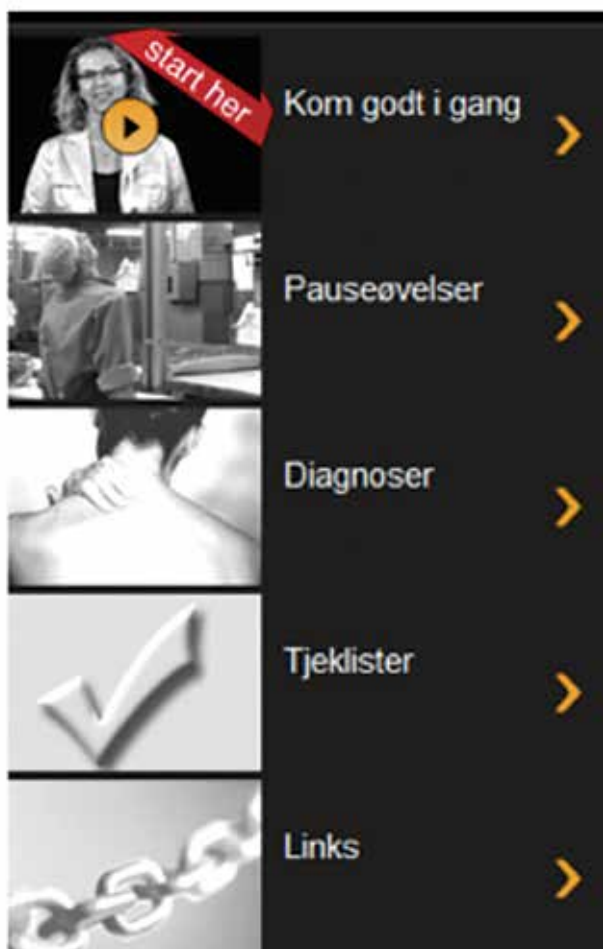 start her
Kom godt i gang
Pauseøvelser
Diagnoser
Tjeklister
Links